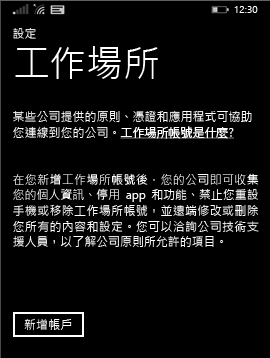 12:30
設定
工作場所
某些公司提供的原則、憑證和應用程式可協助
您連線到您的公司。工作場所帳號是什麼?
在您新增工作場所帳號後，您的公司即可收集
您的個人資訊、停用 app 和功能、禁止您重設
手機或移除工作場所帳號，並遠端修改或刪除
您所有的內容和設定。您可以洽詢公司技術支
援人員，以了解公司原則所允許的項目。
新增帳戶